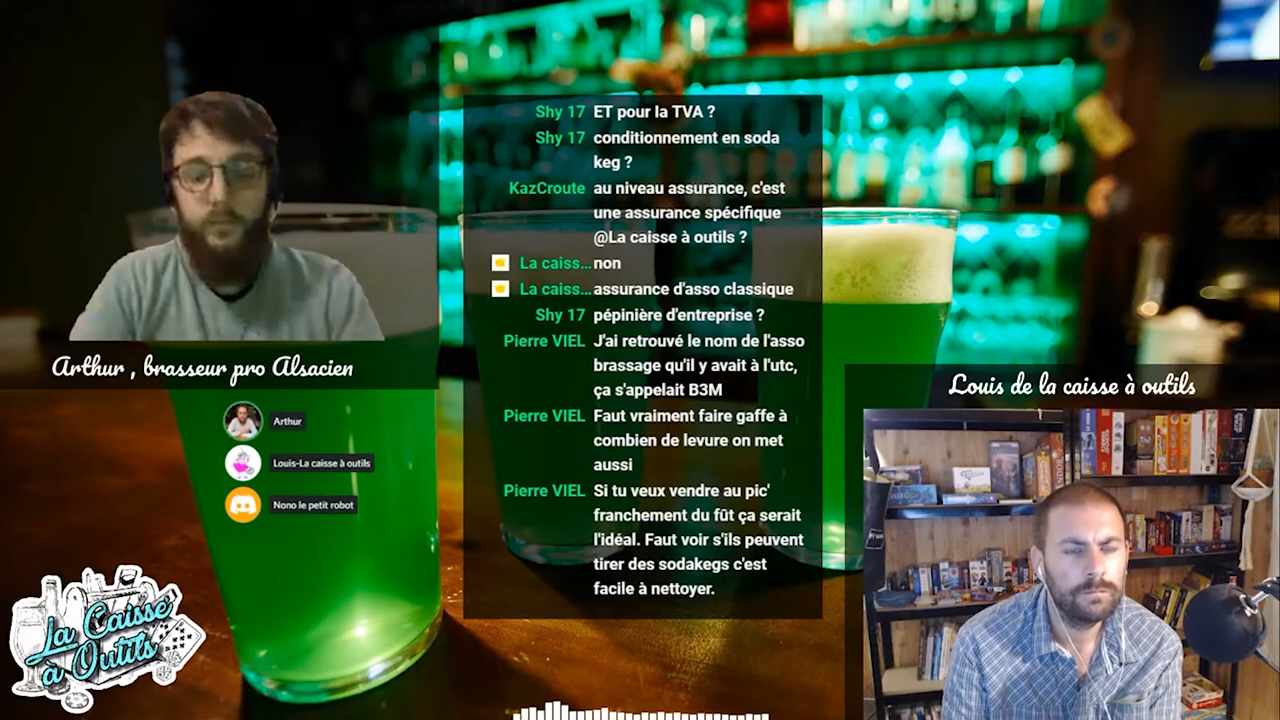 Shy 17 ET pour la TVA ?
Shy 17 conditionnement en soda
keg ?
KazCroute au niveau assurance, c'est
une assurance spécifique
@La caisse à outils ?
La caiss... non
La caiss... assurance d'asso classique
Shy 17 pépinière d'entreprise ?
Pierre VIEL J'ai retrouvé le nom de l'asso
brassage qu'il y avait à l'utc,
ça s'appelait B3M
Pierre VIEL Faut vraiment faire gaffe à
combien de levure on met
aussi
Pierre VIEL Si tu veux vendre au pic'
franchement du fût ça serait
l'idéal. Faut voir s'ils peuvent
tirer des sodakegs c'est
facile à nettoyer.
Arthur , brasseur pro Alsacien
Arthur
Louis-La caisse à outils
Nono le petit robot
La Caisse
à Outils
Louis de la caisse à outils